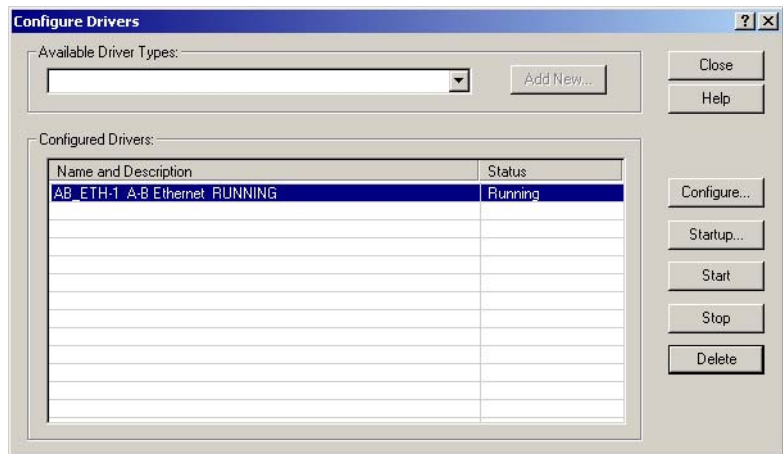 Configure Drivers
Available Driver Types:
Add New...
Close
Help
Configured Drivers:
Name and Description Status
AB_ETH-1 A-B Ethernet RUNNING Running
Configure...
Startup...
Start
Stop
Delete